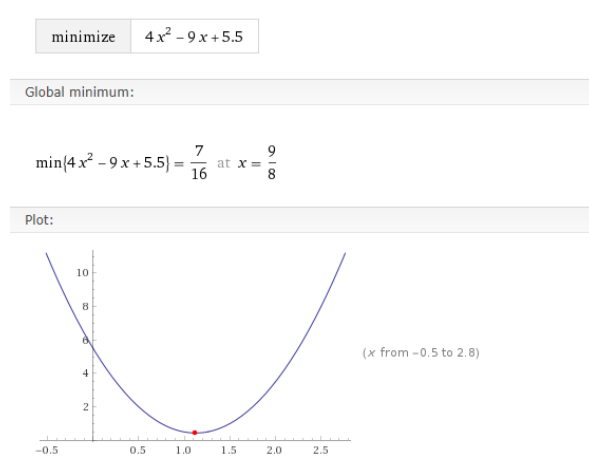 minimize 4x² − 9x + 5.5
Global minimum:
min{4x² − 9x + 5.5} = 7/16 at x = 9/8
Plot:
10
8
6
4
2
(x from −0.5 to 2.8)
−0.5 0.5 1.0 1.5 2.0 2.5